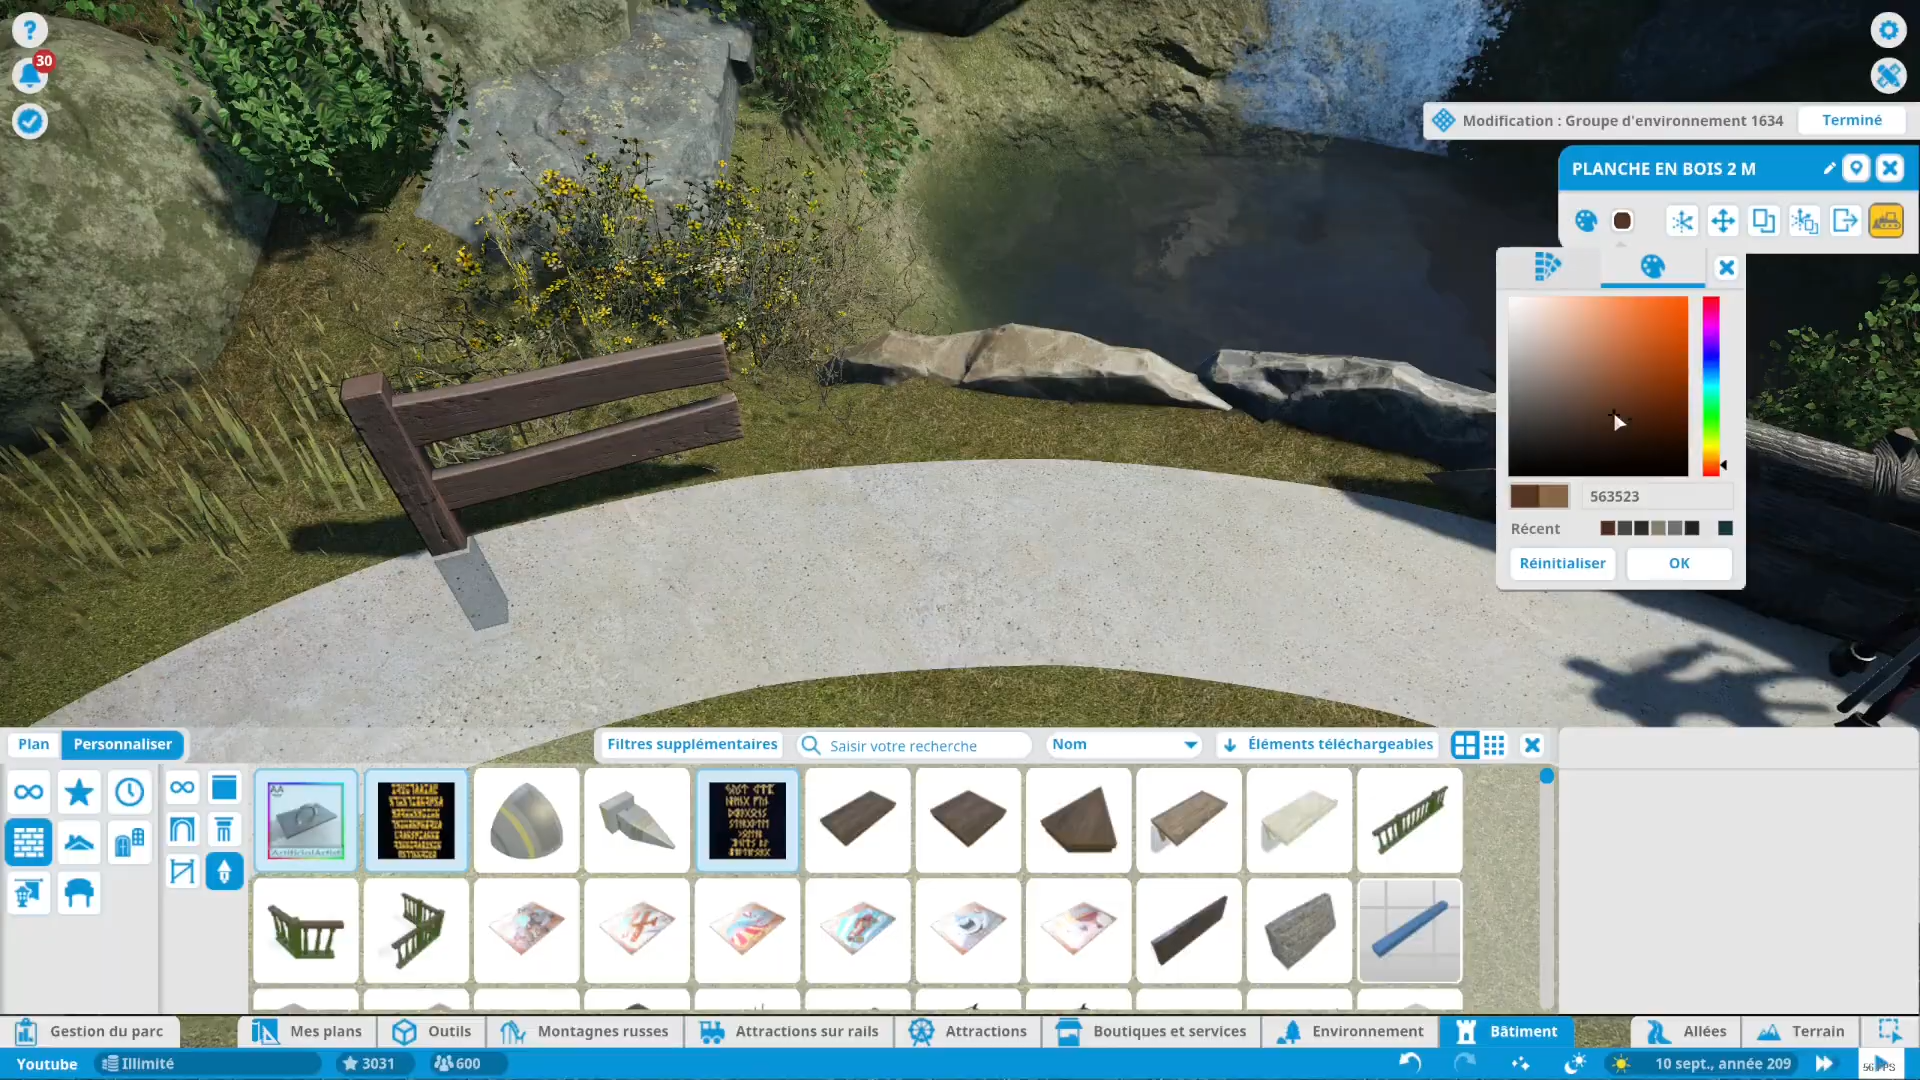 ?
30
Modification : Groupe d'environnement 1634
Terminé
PLANCHE EN BOIS 2 M
563523
Récent
Réinitialiser
OK
Plan
Personnaliser
Filtres supplémentaires
Saisir votre recherche
Nom
Éléments téléchargeables
AA
ArtificialArtist
Gestion du parc
Mes plans
Outils
Montagnes russes
Attractions sur rails
Attractions
Boutiques et services
Environnement
Bâtiment
Allées
Terrain
Youtube
Illimité
3031
600
10 sept., année 209